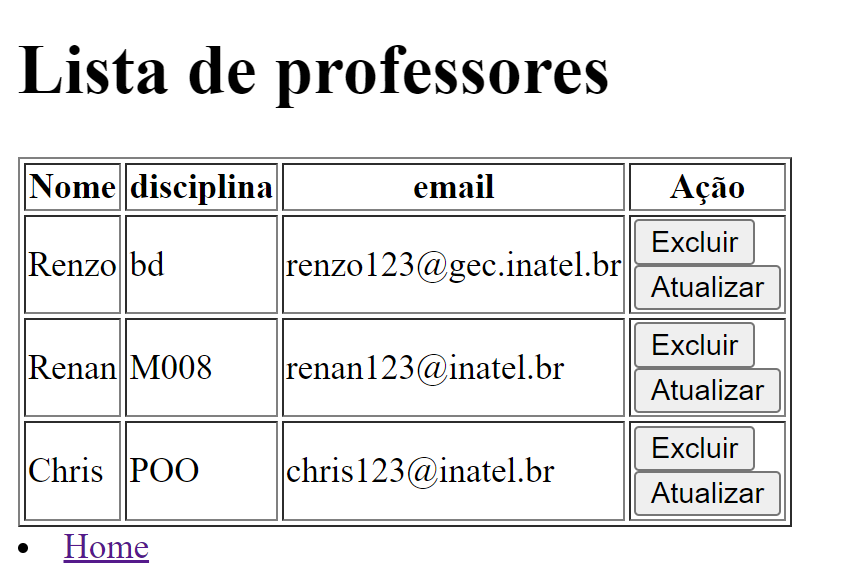 Lista de professores
Nome disciplina email Ação
Renzo bd renzo123@gec.inatel.br Excluir
Atualizar
Renan M008 renan123@inatel.br Excluir
Atualizar
Chris POO chris123@inatel.br Excluir
Atualizar
Home